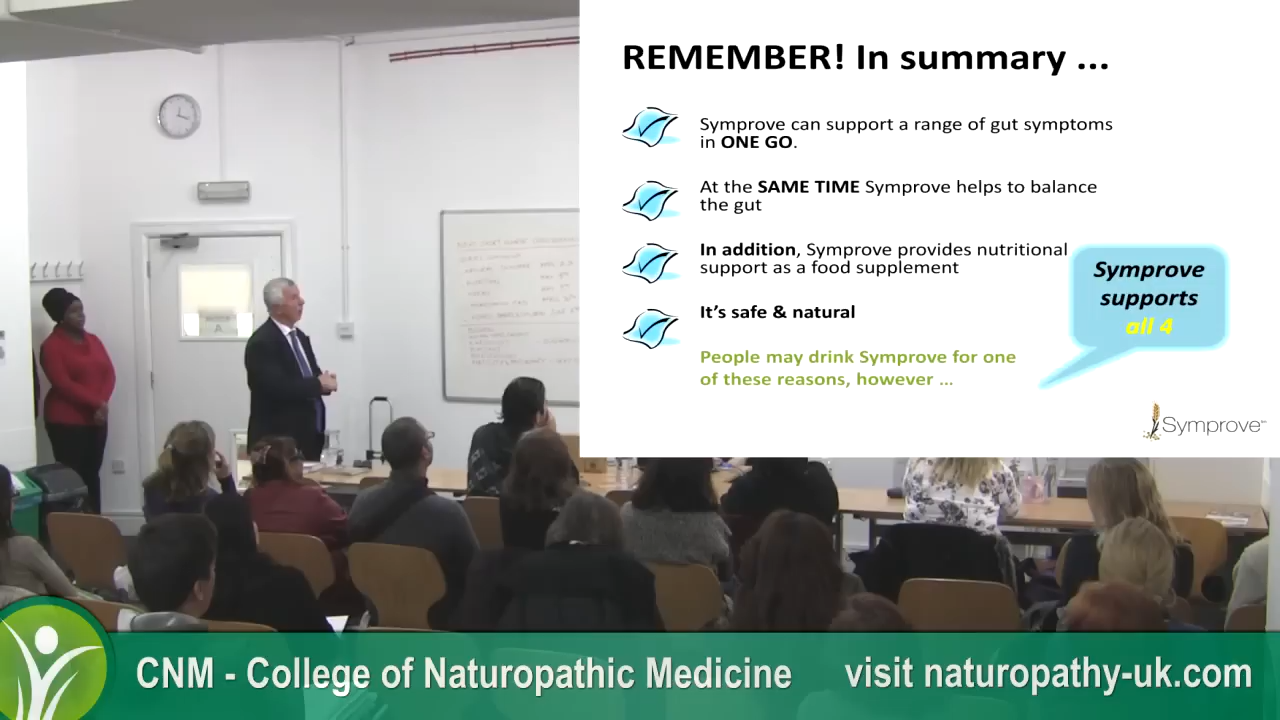 REMEMBER! In summary ...
Symprove can support a range of gut symptoms
in ONE GO.
At the SAME TIME Symprove helps to balance
the gut
In addition, Symprove provides nutritional
support as a food supplement
It's safe & natural
People may drink Symprove for one
of these reasons, however ...
Symprove
supports
all 4
Symprove
CNM - College of Naturopathic Medicine
visit naturopathy-uk.com